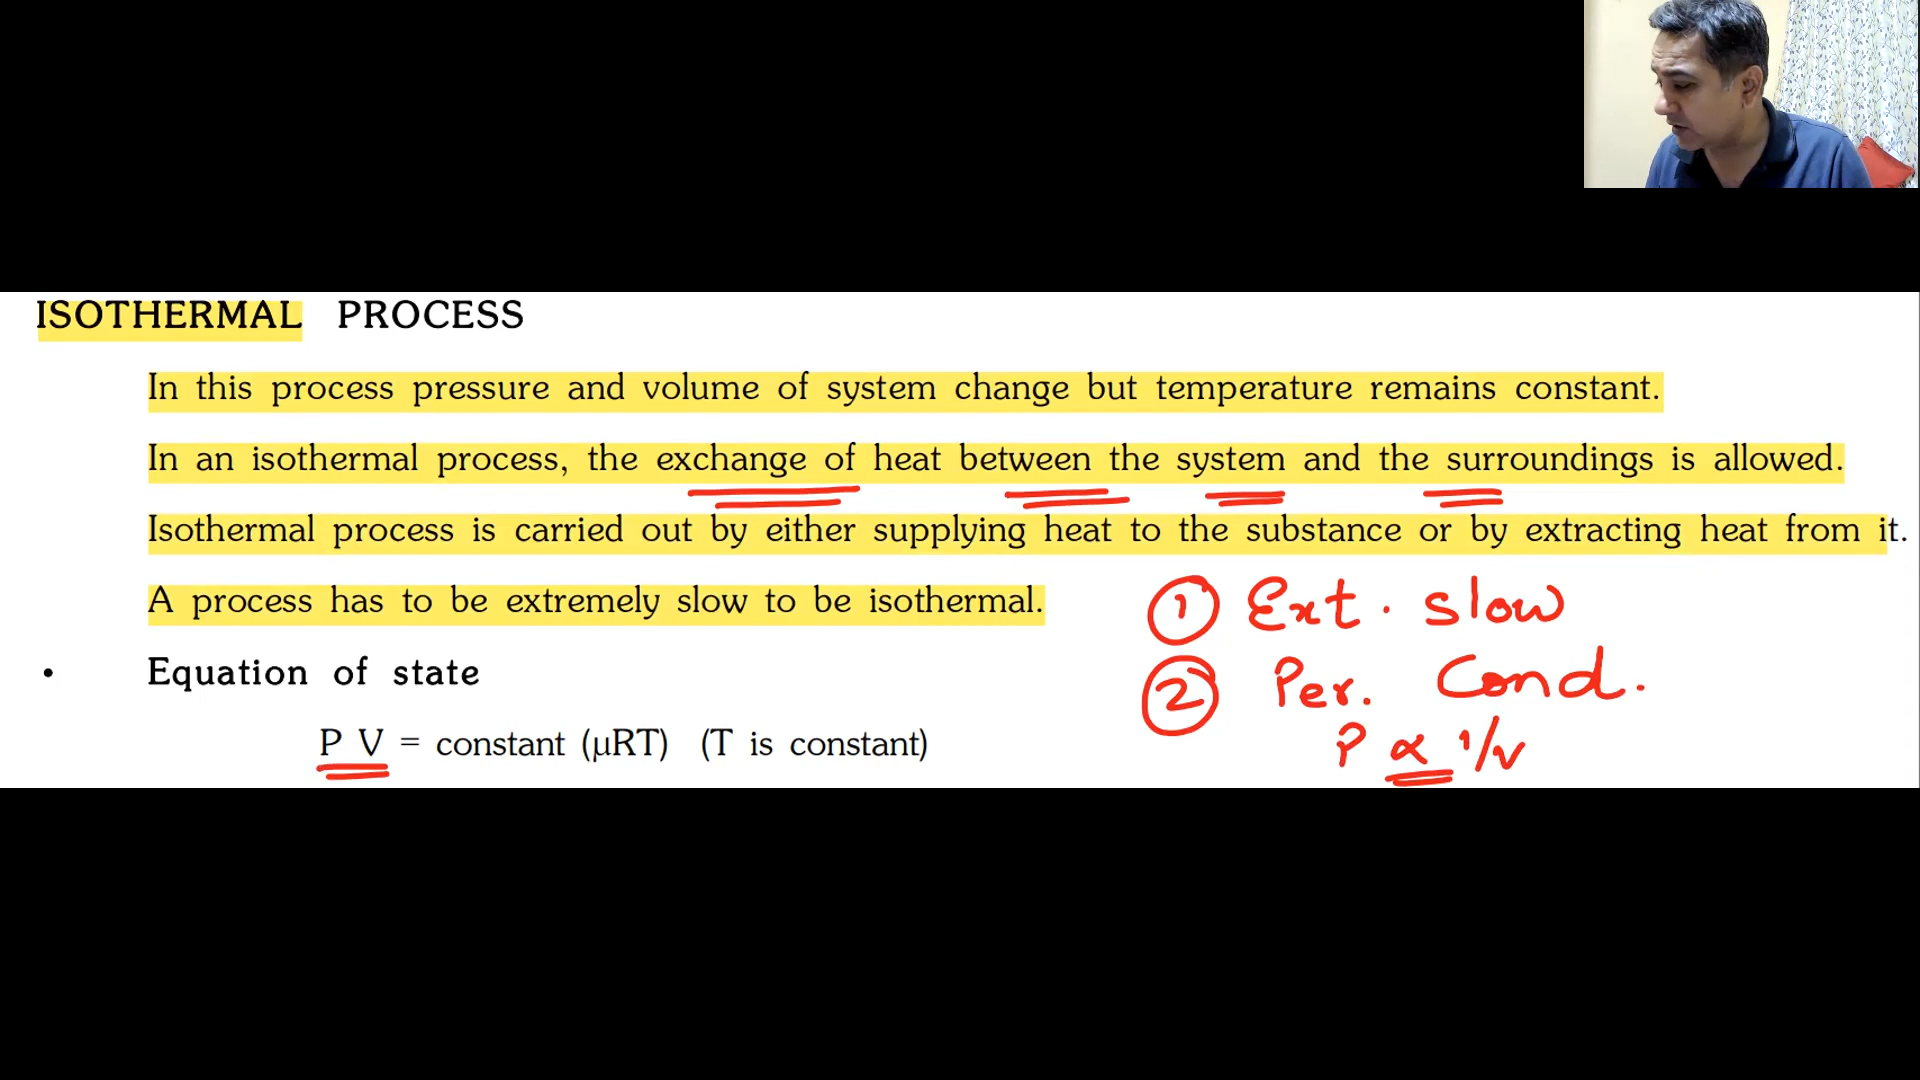 ISOTHERMAL PROCESS
In this process pressure and volume of system change but temperature remains constant.
In an isothermal process, the exchange of heat between the system and the surroundings is allowed.
Isothermal process is carried out by either supplying heat to the substance or by extracting heat from it.
A process has to be extremely slow to be isothermal.
① Ext. slow
• Equation of state
② Per. Cond.
P V = constant (μRT) (T is constant)
P ∝ 1/V